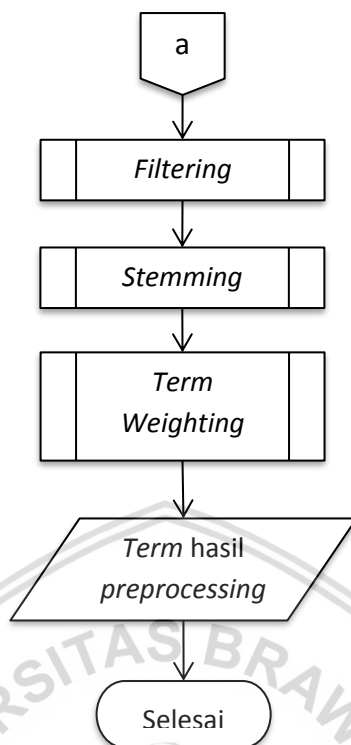 a
Filtering
Stemming
Term
Weighting
Term hasil
preprocessing
RSITAS BRAW
Selesai